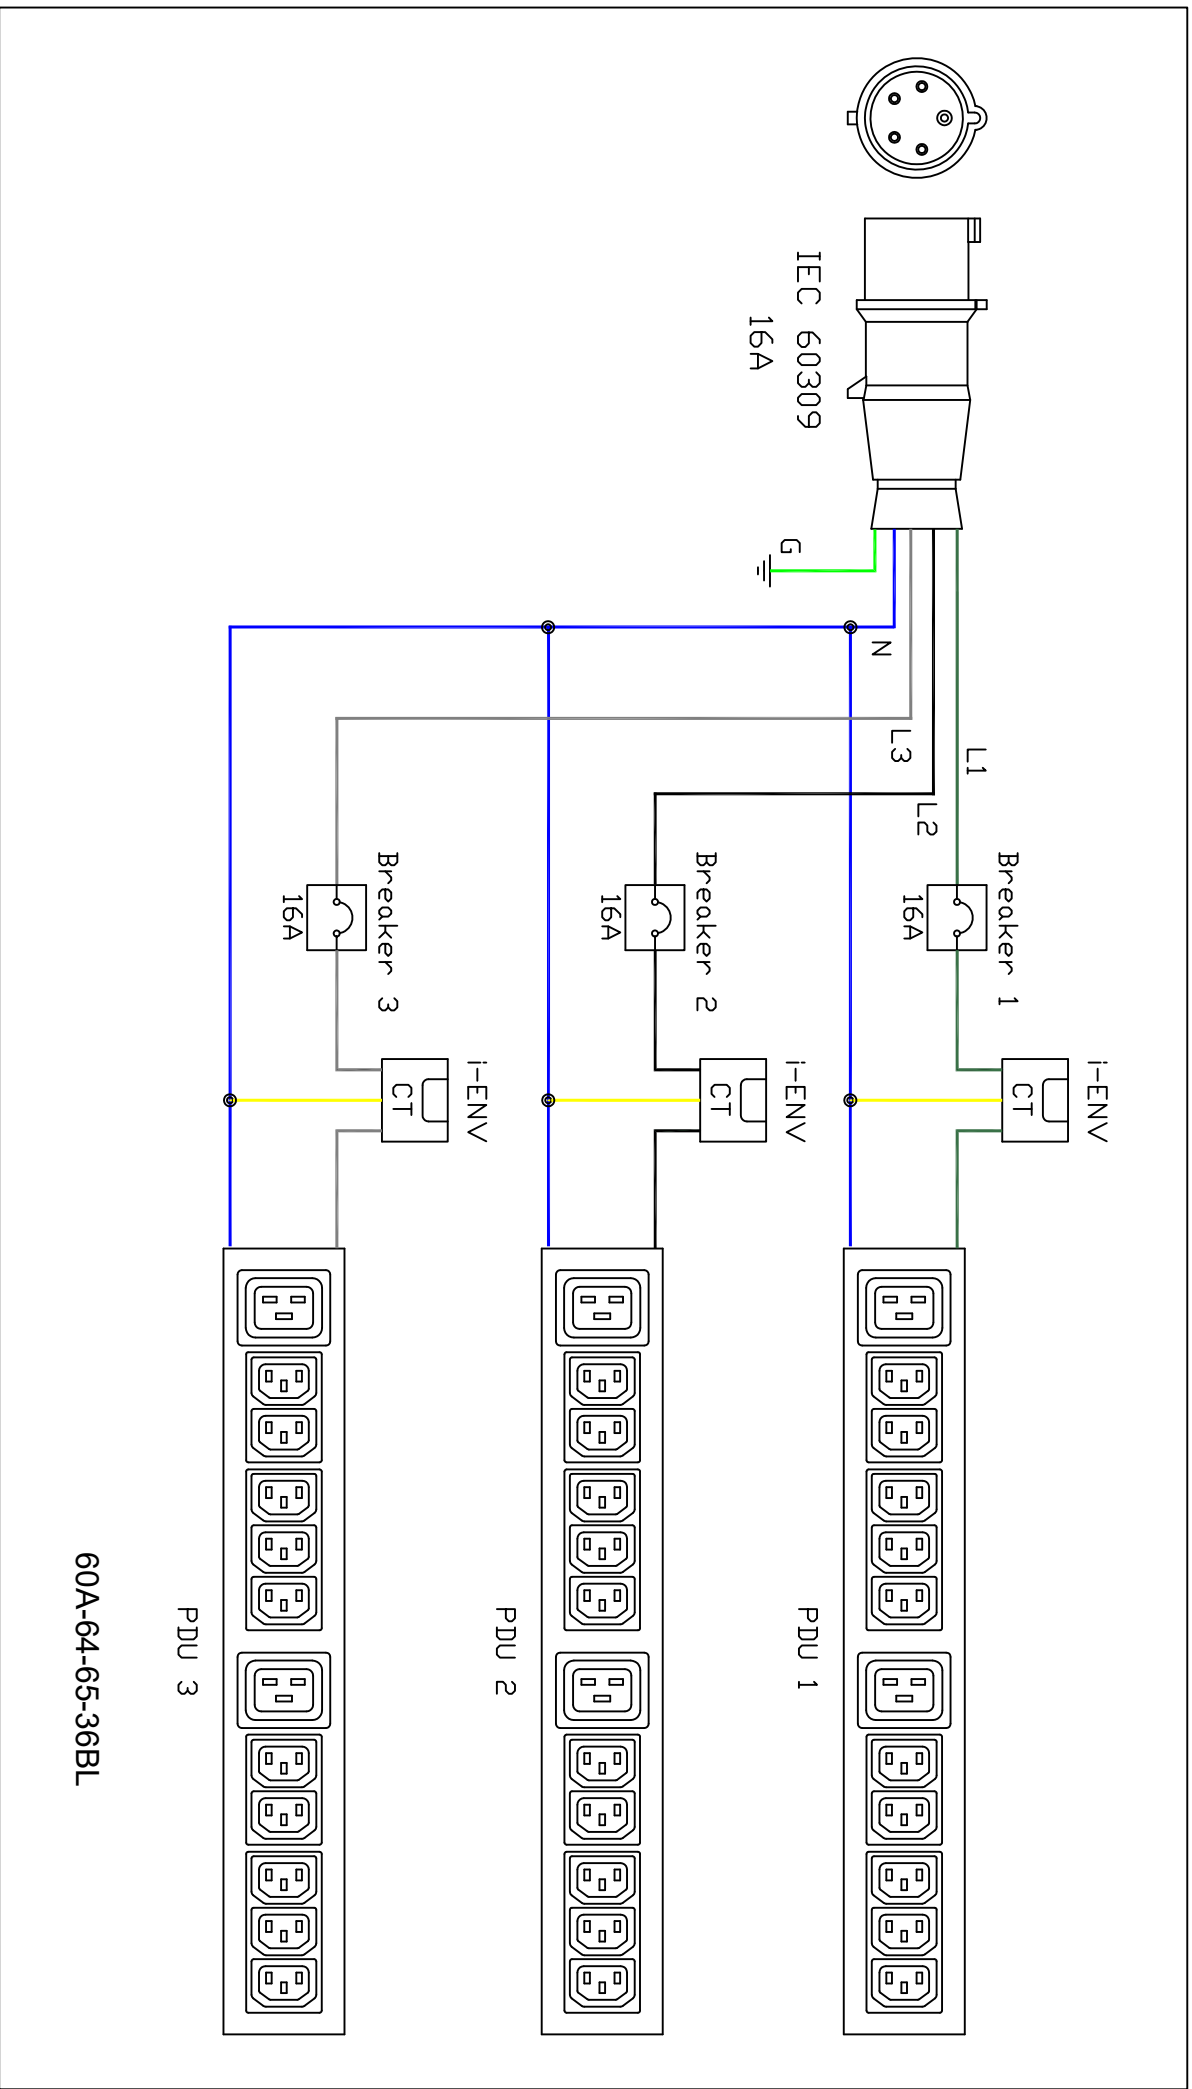 i-ENV
Breaker 1
CT
L1
16A
PDU 1
L2
L3
N
IEC 60309
16A
G
i-ENV
Breaker 2
CT
16A
PDU 2
i-ENV
Breaker 3
CT
16A
PDU 3
60A-64-65-36BL